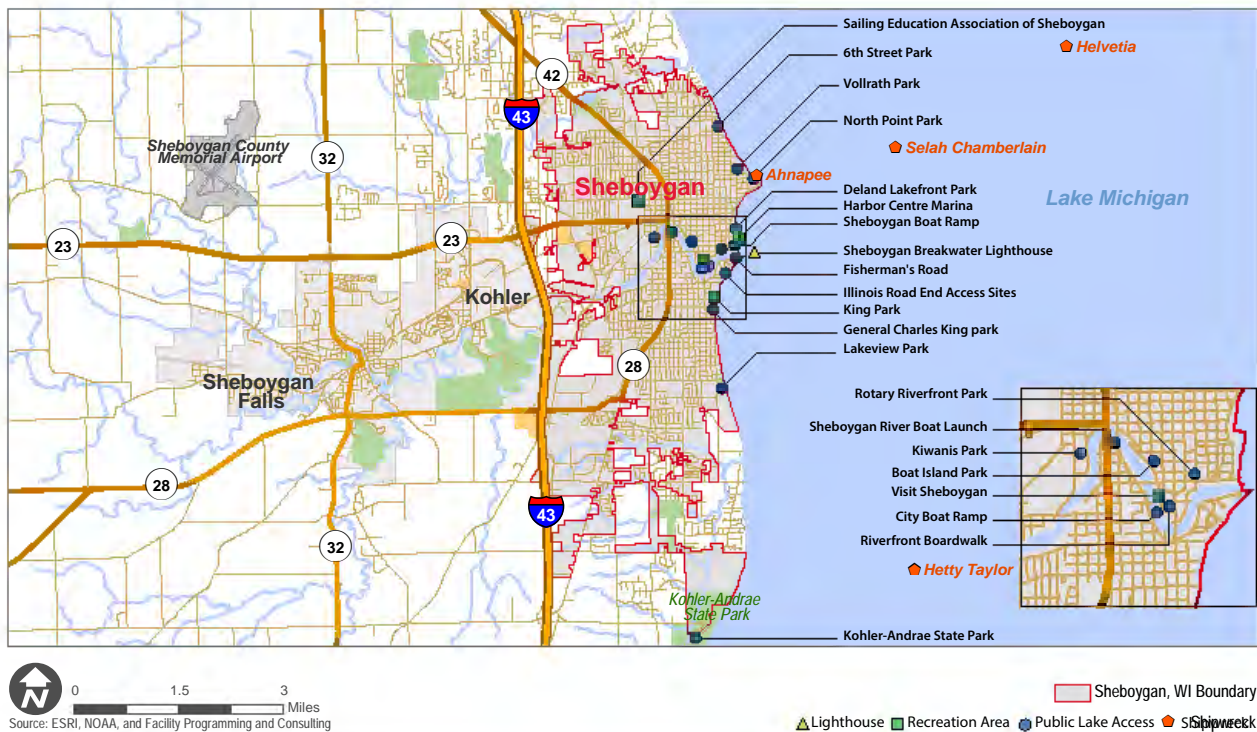 Sailing Education Association of Sheboygan
Helvetia
6th Street Park
42
Vollrath Park
43
North Point Park
Sheboygan County
Memorial Airport
32
Selah Chamberlain
Ahnapee
Sheboygan
Deland Lakefront Park
Lake Michigan
Harbor Centre Marina
Sheboygan Boat Ramp
23
23
Sheboygan Breakwater Lighthouse
Fisherman's Road
Kohler
Illinois Road End Access Sites
King Park
General Charles King park
Lakeview Park
28
Sheboygan
Falls
Rotary Riverfront Park
Sheboygan River Boat Launch
Kiwanis Park
Boat Island Park
28
Visit Sheboygan
43
City Boat Ramp
Riverfront Boardwalk
32
Hetty Taylor
Kohler-Andrae
State Park
Kohler-Andrae State Park
N
0 1.5 3
Miles
Source: ESRI, NOAA, and Facility Programming and Consulting
Sheboygan, WI Boundary
Lighthouse Recreation Area Public Lake Access Shipwreck